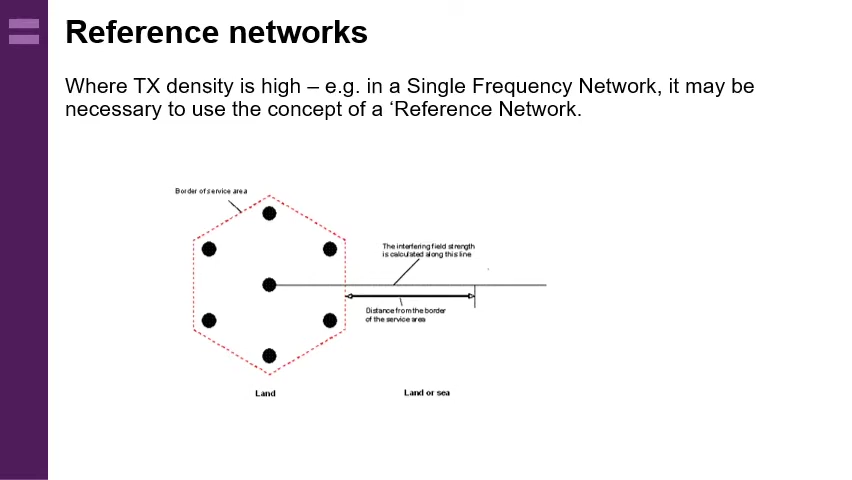 Reference networks
Where TX density is high – e.g. in a Single Frequency Network, it may be
necessary to use the concept of a ‘Reference Network.
Border of service area
The interfering field strength
is calculated along this line
Distance from the border
of the service area
Land
Land or sea